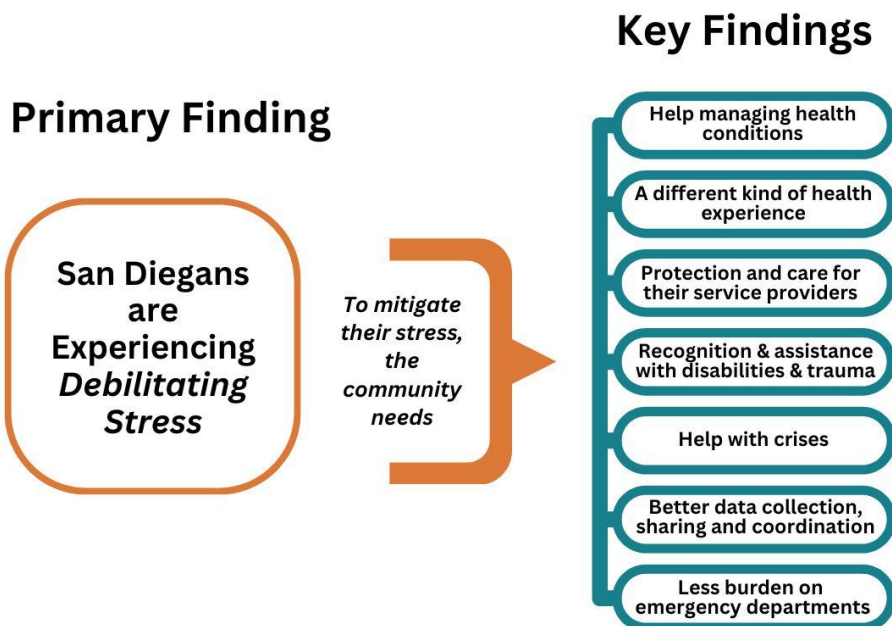 Primary Finding
San Diegans
are
Experiencing
Debilitating
Stress
To mitigate
their stress,
the
community
needs
Key Findings
Help managing health
conditions
A different kind of health
experience
Protection and care for
their service providers
Recognition & assistance
with disabilities & trauma
Help with crises
Better data collection,
sharing and coordination
Less burden on
emergency departments